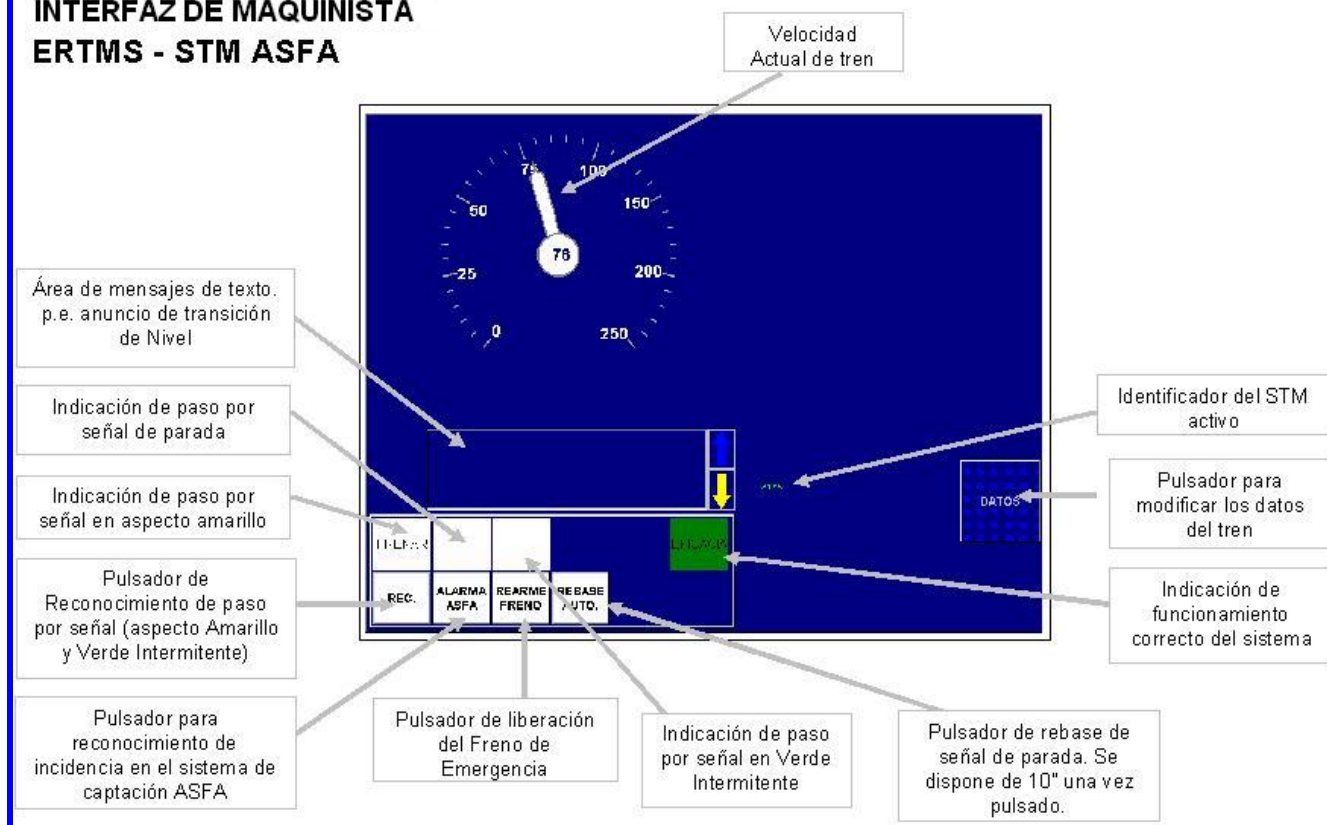 INTERFAZ DE MAQUINISTA
ERTMS - STM ASFA
Velocidad
Actual de tren
75
100
50
150
76
25
200
0
250
Área de mensajes de texto.
p.e. anuncio de transición
de Nivel
Indicación de paso por
señal de parada
Indicación de paso por
señal en aspecto amarillo
Pulsador de
Reconocimiento de paso
por señal (aspecto Amarillo
y Verde Intermitente)
Pulsador para
reconocimiento de
incidencia en el sistema de
captación ASFA
FRENAR
EFICACIA
REC.
ALARMA
ASFA
REARME
FRENO
REBASE
AUTO.
DATOS
Identificador del STM
activo
Pulsador para
modificar los datos
del tren
Indicación de
funcionamiento
correcto del sistema
Pulsador de liberación
del Freno de
Emergencia
Indicación de paso
por señal en Verde
Intermitente
Pulsador de rebase de
señal de parada. Se
dispone de 10" una vez
pulsado.